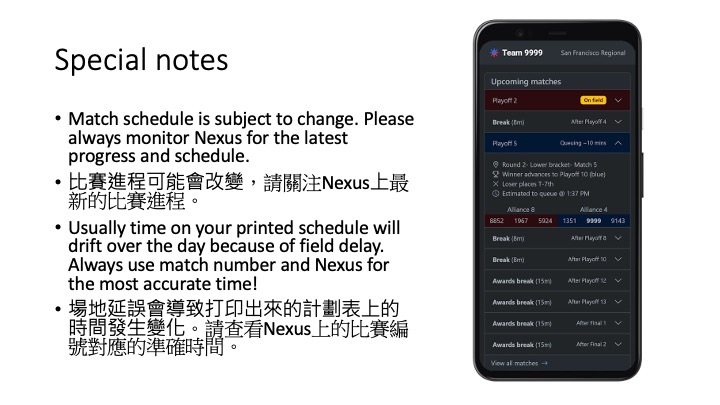 Special notes
• Match schedule is subject to change. Please
always monitor Nexus for the latest
progress and schedule.
• 比賽進程可能會改變，請關注Nexus上最
新的比賽進程。
• Usually time on your printed schedule will
drift over the day because of field delay.
Always use match number and Nexus for
the most accurate time!
• 場地延誤會導致打印出來的計劃表上的
時間發生變化。請查看Nexus上的比賽編
號對應的準確時間。
Team 9999 San Francisco Regional
Upcoming matches
Playoff 2 On field
Break (8m) After Playoff 4
Playoff 5 Queuing ~10 mins
Round 2- Lower bracket- Match 5
Winner advances to Playoff 10 (blue)
Loser places T-7th
Estimated to queue @ 1:37 PM
Alliance 8 Alliance 4
8852 1967 5924 1351 9999 9143
Break (8m) After Playoff 8
Break (8m) After Playoff 10
Awards break (15m) After Playoff 12
Awards break (15m) After Playoff 13
Awards break (15m) After Final 1
Awards break (15m) After Final 2
View all matches →